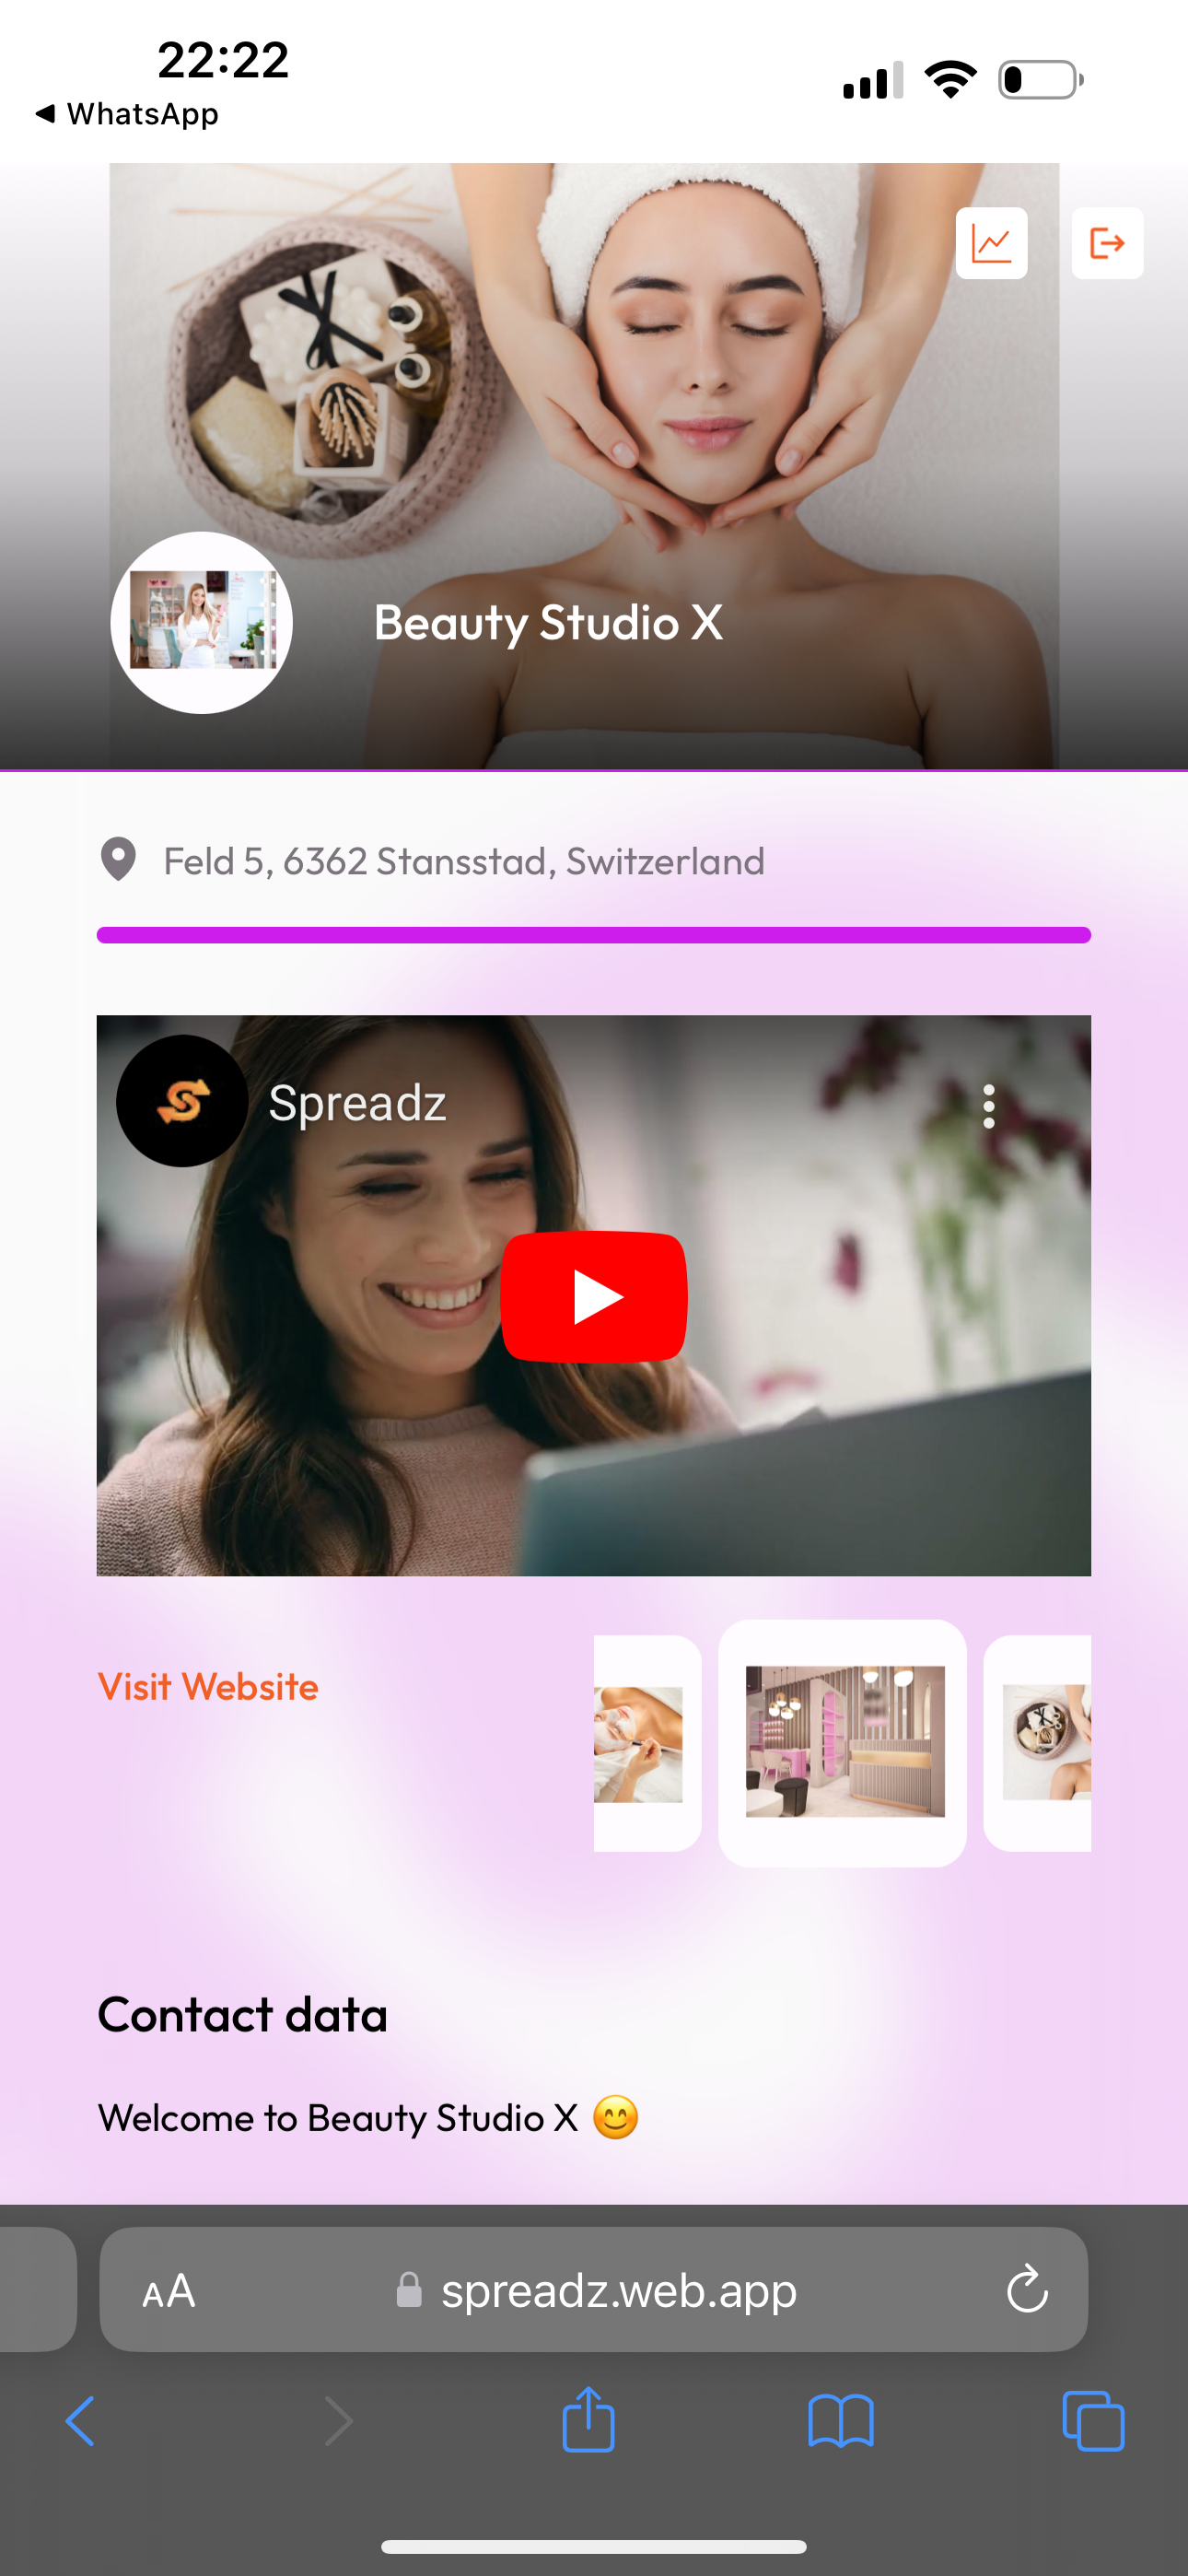 22:22
WhatsApp
Beauty Studio X
Feld 5, 6362 Stansstad, Switzerland
Spreadz
Visit Website
Contact data
Welcome to Beauty Studio X 😊
AA
spreadz.web.app